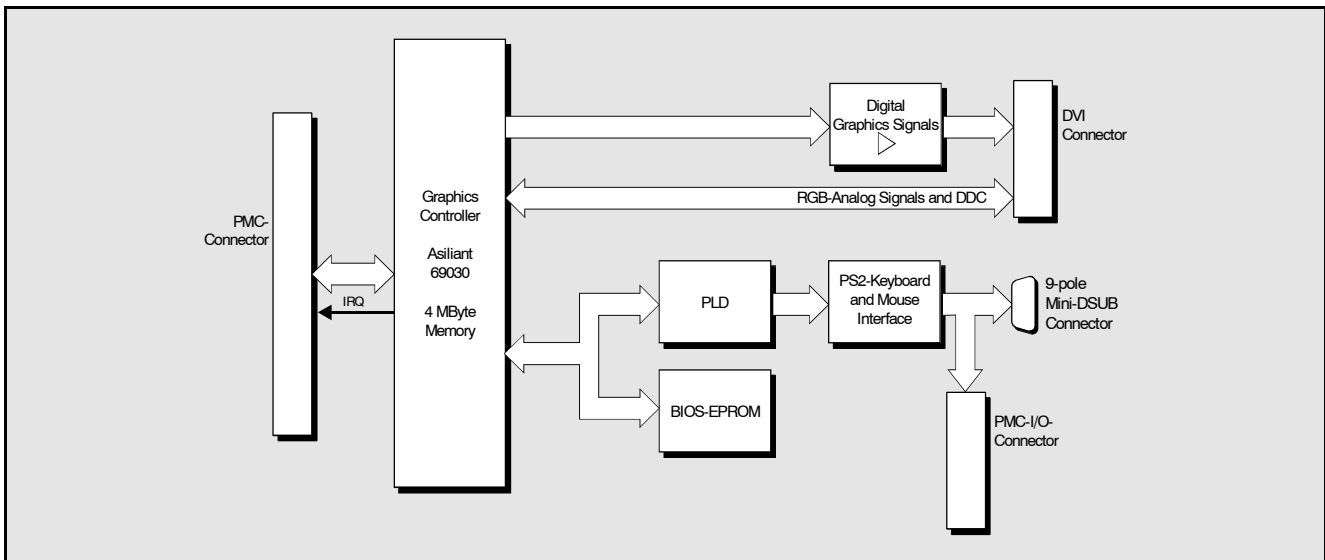 PMC-
Connector
IRQ
Graphics
Controller
Asiliant
69030
4 MByte
Memory
Digital
Graphics Signals
DVI
Connector
RGB-Analog Signals and DDC
PLD
PS2-Keyboard
and Mouse
Interface
9-pole
Mini-DSUB
Connector
BIOS-EPROM
PMC-I/O-
Connector